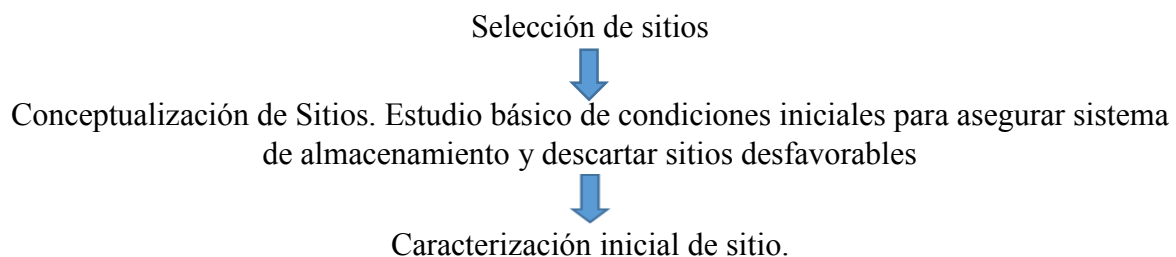 Selección de sitios
Conceptualización de Sitios. Estudio básico de condiciones iniciales para asegurar sistema
de almacenamiento y descartar sitios desfavorables
Caracterización inicial de sitio.